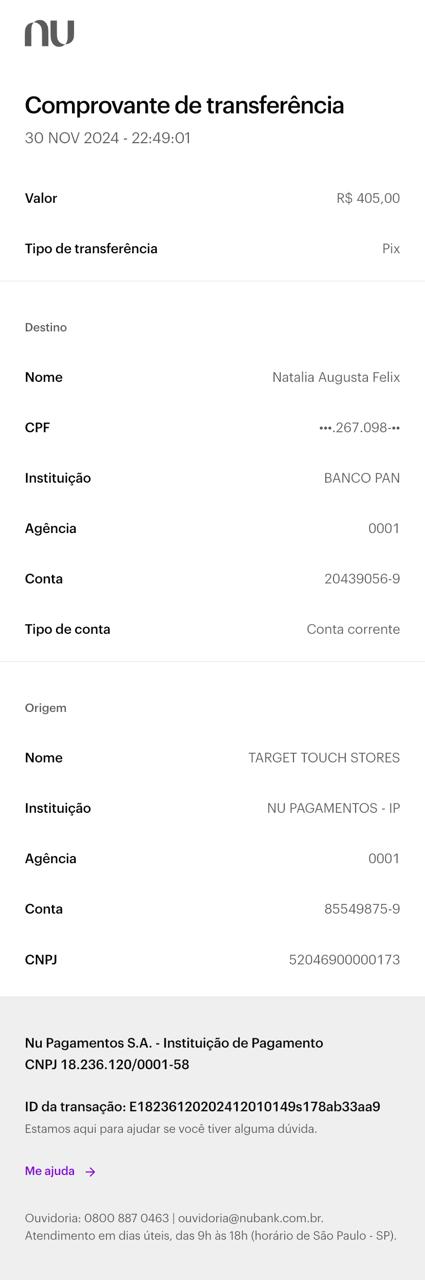 nu
Comprovante de transferência
30 NOV 2024 - 22:49:01
Valor R$ 405,00
Tipo de transferência Pix
Destino
Nome Natalia Augusta Felix
CPF •••.267.098-••
Instituição BANCO PAN
Agência 0001
Conta 20439056-9
Tipo de conta Conta corrente
Origem
Nome TARGET TOUCH STORES
Instituição NU PAGAMENTOS - IP
Agência 0001
Conta 85549875-9
CNPJ 52046900000173
Nu Pagamentos S.A. - Instituição de Pagamento
CNPJ 18.236.120/0001-58
ID da transação: E18236120202412010149s178ab33aa9
Estamos aqui para ajudar se você tiver alguma dúvida.
Me ajuda →
Ouvidoria: 0800 887 0463 | ouvidoria@nubank.com.br.
Atendimento em dias úteis, das 9h às 18h (horário de São Paulo - SP).